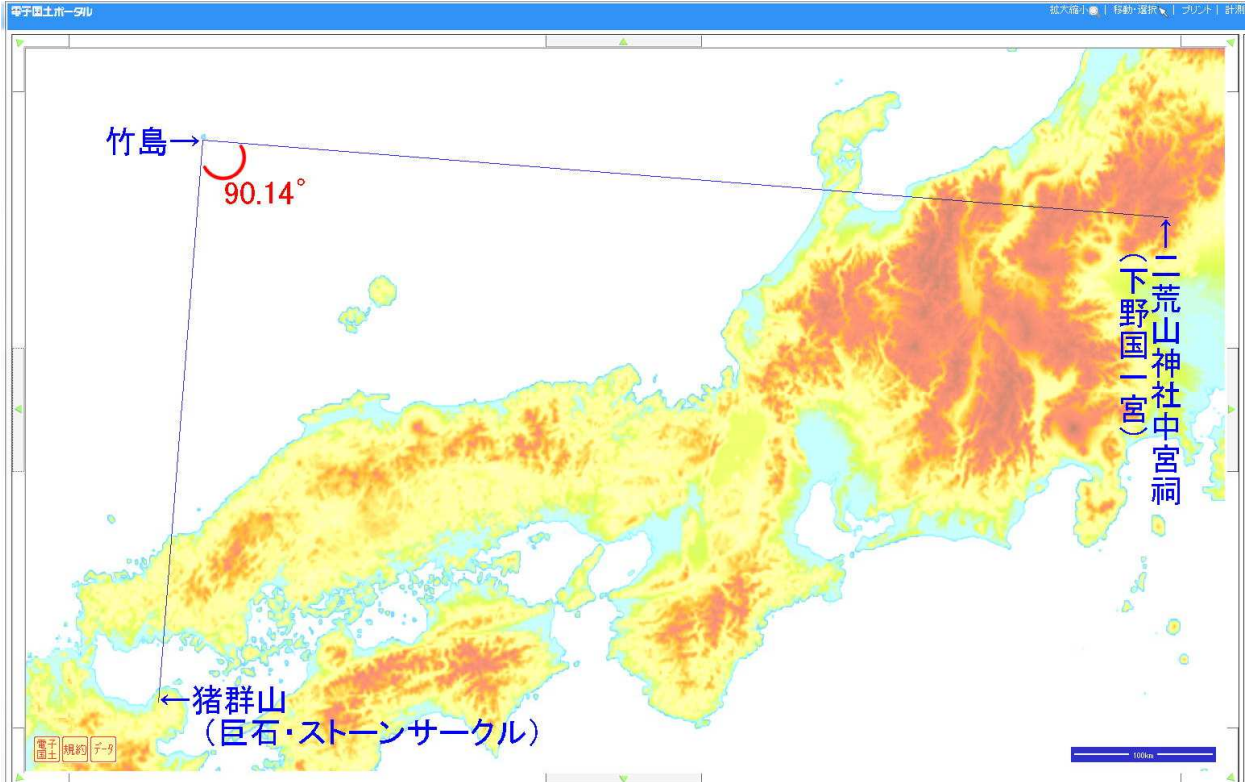 電子国土ポータル
拡大縮小 | 移動・選択 | プリント | 計測
竹島→
90.14°
←二荒山神社中宮祠
（下野国一宮）
←猪群山
（巨石・ストーンサークル）
電子国土 規約 データ
100km